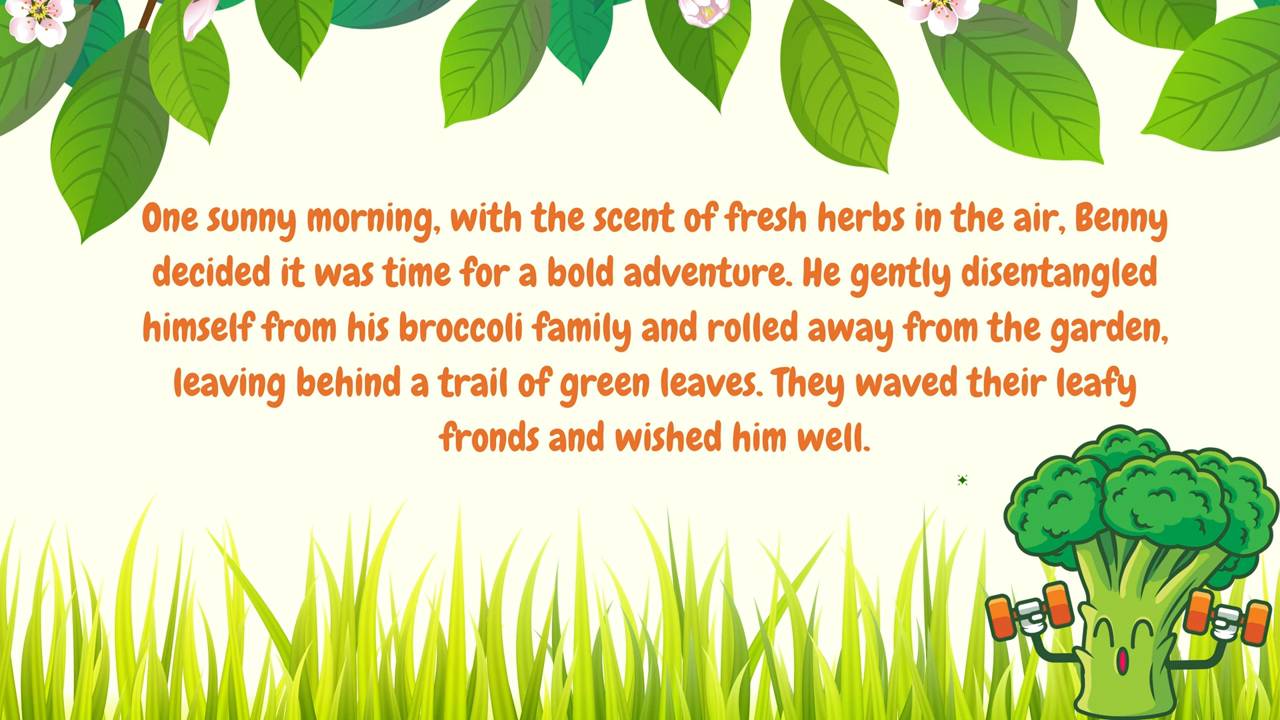 One sunny morning, with the scent of fresh herbs in the air, Benny
decided it was time for a bold adventure. He gently disentangled
himself from his broccoli family and rolled away from the garden,
leaving behind a trail of green leaves. They waved their leafy
fronds and wished him well.